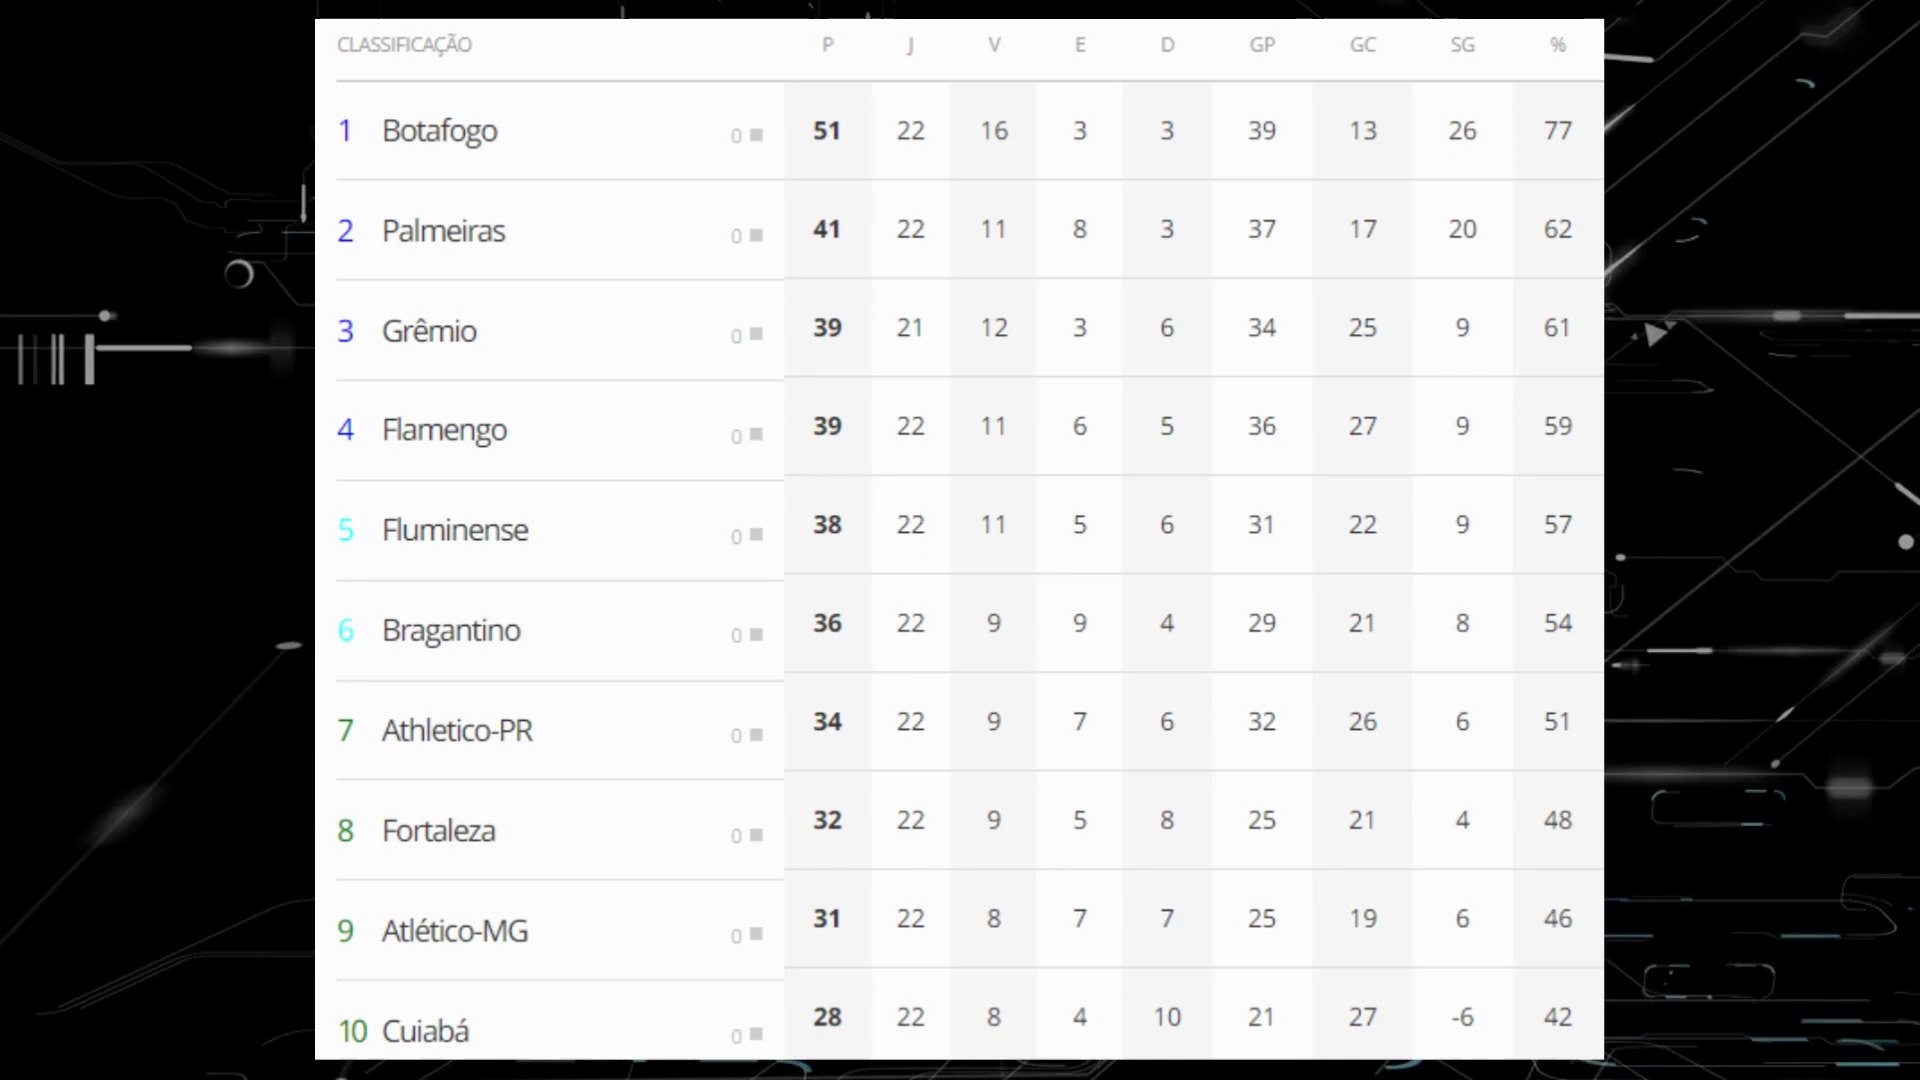 CLASSIFICAÇÃO P J V E D GP GC SG %
1 Botafogo 0 51 22 16 3 3 39 13 26 77
2 Palmeiras 0 41 22 11 8 3 37 17 20 62
3 Grêmio 0 39 21 12 3 6 34 25 9 61
4 Flamengo 0 39 22 11 6 5 36 27 9 59
5 Fluminense 0 38 22 11 5 6 31 22 9 57
6 Bragantino 0 36 22 9 9 4 29 21 8 54
7 Athletico-PR 0 34 22 9 7 6 32 26 6 51
8 Fortaleza 0 32 22 9 5 8 25 21 4 48
9 Atlético-MG 0 31 22 8 7 7 25 19 6 46
10 Cuiabá 0 28 22 8 4 10 21 27 -6 42